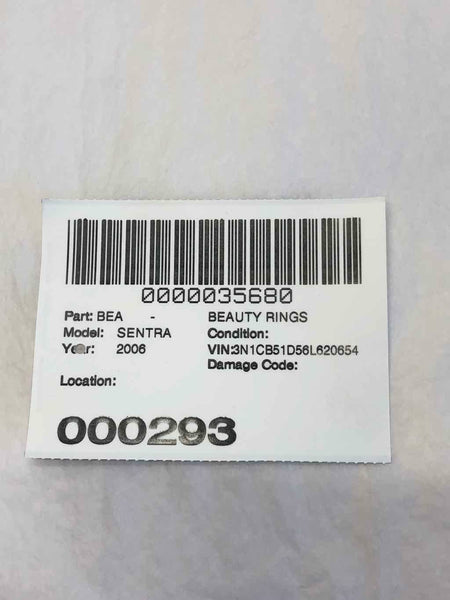 0000035680
Part: BEA - BEAUTY RINGS
Model: SENTRA Condition:
Year: 2006 VIN:3N1CB51D56L620654
Damage Code:
Location:
000293